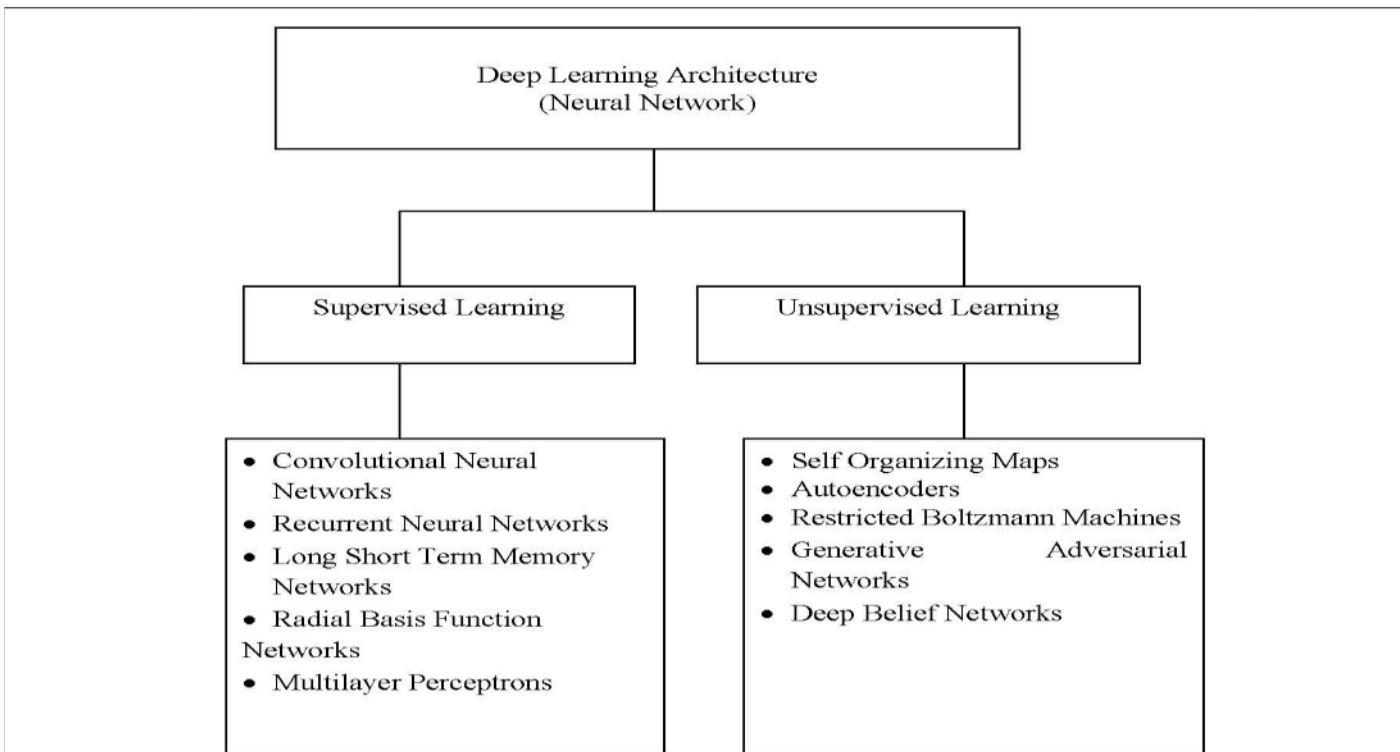 Deep Learning Architecture
(Neural Network)
Supervised Learning
Unsupervised Learning
• Convolutional Neural
Networks
• Recurrent Neural Networks
• Long Short Term Memory
Networks
• Radial Basis Function
Networks
• Multilayer Perceptrons
• Self Organizing Maps
• Autoencoders
• Restricted Boltzmann Machines
• Generative Adversarial
Networks
• Deep Belief Networks